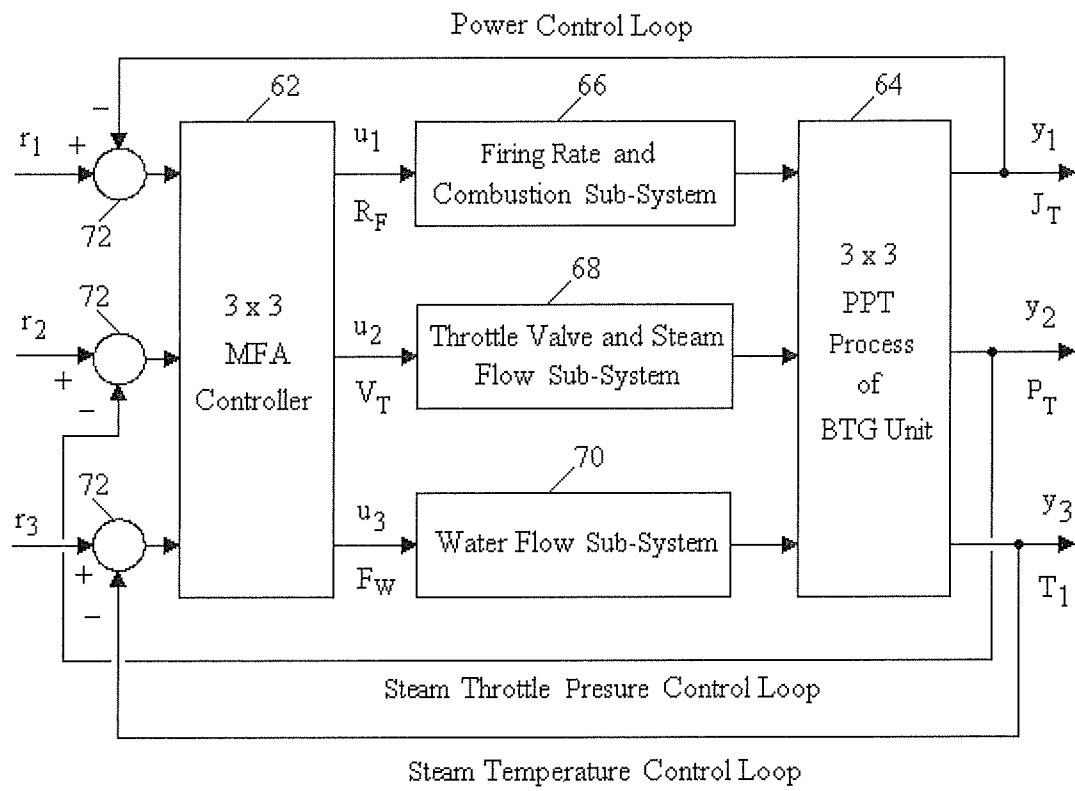 Power Control Loop
62
66
64
−
r1
+
u1
Firing Rate and
Combustion Sub-System
y1
72
RF
JT
72
68
3 x 3
PPT
Process
of
BTG Unit
r2
3 x 3
MFA
Controller
u2
Throttle Valve and Steam
Flow Sub-System
y2
+
−
VT
PT
72
70
r3
u3
Water Flow Sub-System
y3
+
−
FW
T1
Steam Throttle Presure Control Loop
Steam Temperature Control Loop